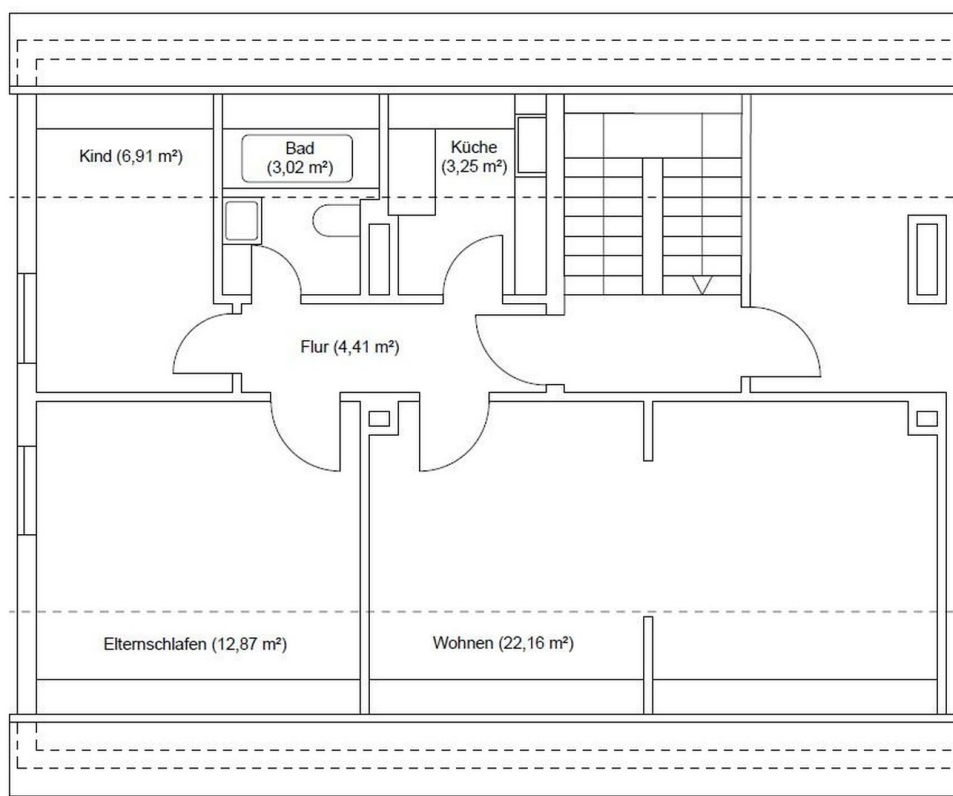 Kind (6,91 m²)
Bad
(3,02 m²)
Küche
(3,25 m²)
Flur (4,41 m²)
Elternschlafen (12,87 m²)
Wohnen (22,16 m²)